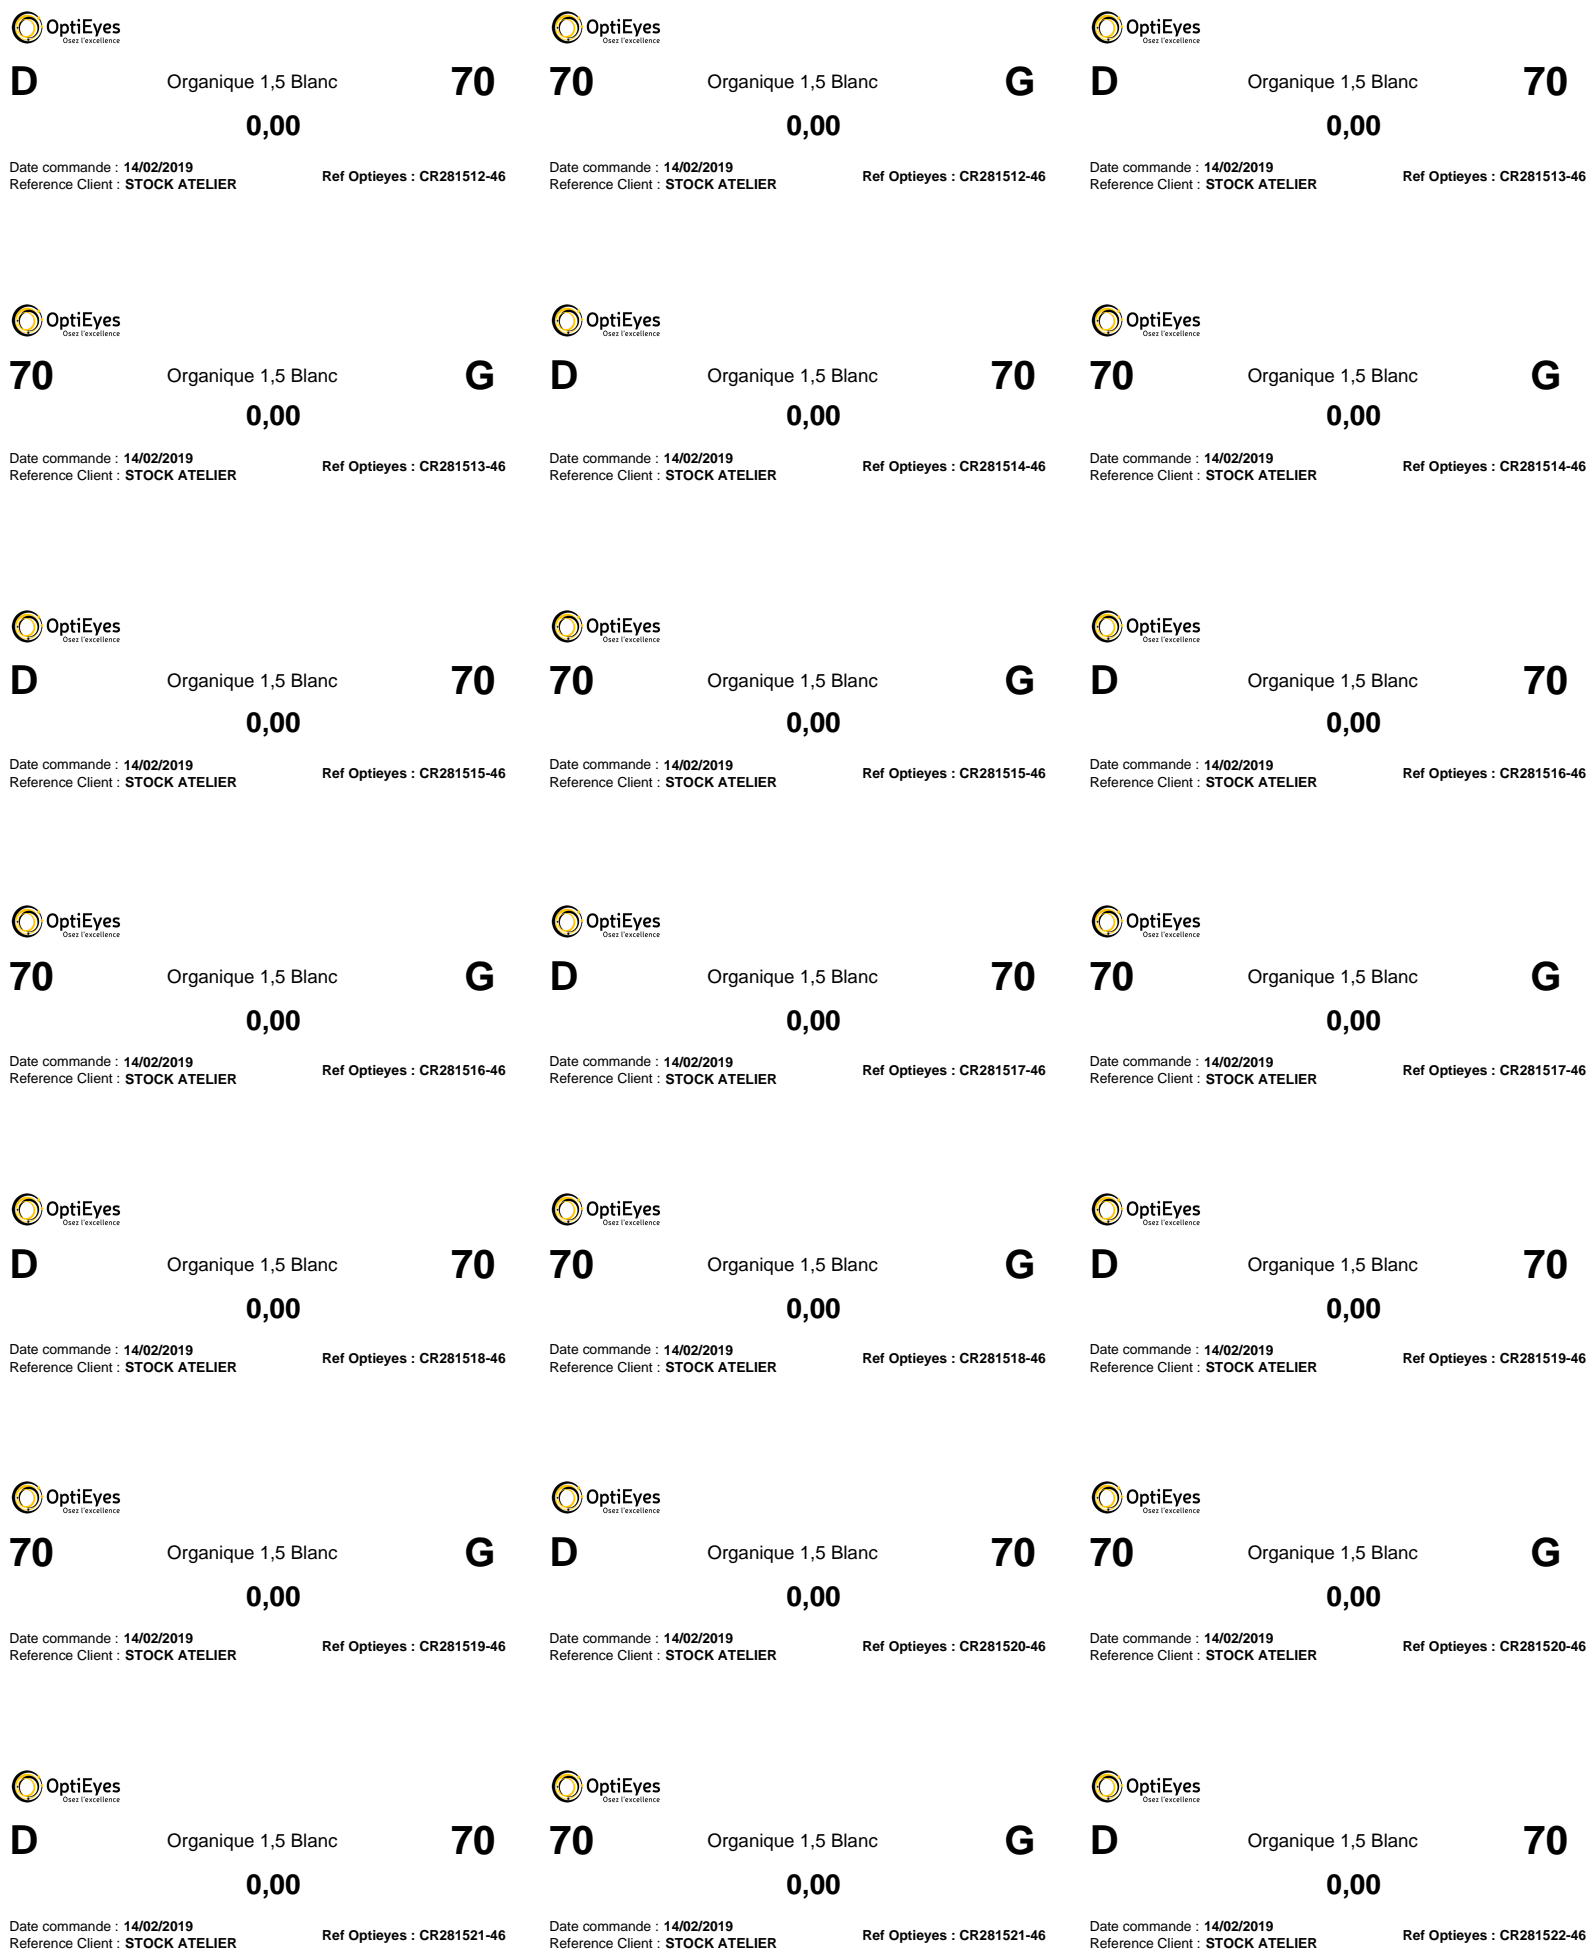 OptiEyes
Osez l'excellence
D Organique 1,5 Blanc 70
0,00
Date commande : 14/02/2019
Reference Client : STOCK ATELIER
Ref Optieyes : CR281512-46
OptiEyes
Osez l'excellence
70 Organique 1,5 Blanc G
0,00
Date commande : 14/02/2019
Reference Client : STOCK ATELIER
Ref Optieyes : CR281512-46
OptiEyes
Osez l'excellence
D Organique 1,5 Blanc 70
0,00
Date commande : 14/02/2019
Reference Client : STOCK ATELIER
Ref Optieyes : CR281513-46
OptiEyes
Osez l'excellence
70 Organique 1,5 Blanc G
0,00
Date commande : 14/02/2019
Reference Client : STOCK ATELIER
Ref Optieyes : CR281513-46
OptiEyes
Osez l'excellence
D Organique 1,5 Blanc 70
0,00
Date commande : 14/02/2019
Reference Client : STOCK ATELIER
Ref Optieyes : CR281514-46
OptiEyes
Osez l'excellence
70 Organique 1,5 Blanc G
0,00
Date commande : 14/02/2019
Reference Client : STOCK ATELIER
Ref Optieyes : CR281514-46
OptiEyes
Osez l'excellence
D Organique 1,5 Blanc 70
0,00
Date commande : 14/02/2019
Reference Client : STOCK ATELIER
Ref Optieyes : CR281515-46
OptiEyes
Osez l'excellence
70 Organique 1,5 Blanc G
0,00
Date commande : 14/02/2019
Reference Client : STOCK ATELIER
Ref Optieyes : CR281515-46
OptiEyes
Osez l'excellence
D Organique 1,5 Blanc 70
0,00
Date commande : 14/02/2019
Reference Client : STOCK ATELIER
Ref Optieyes : CR281516-46
OptiEyes
Osez l'excellence
70 Organique 1,5 Blanc G
0,00
Date commande : 14/02/2019
Reference Client : STOCK ATELIER
Ref Optieyes : CR281516-46
OptiEyes
Osez l'excellence
D Organique 1,5 Blanc 70
0,00
Date commande : 14/02/2019
Reference Client : STOCK ATELIER
Ref Optieyes : CR281517-46
OptiEyes
Osez l'excellence
70 Organique 1,5 Blanc G
0,00
Date commande : 14/02/2019
Reference Client : STOCK ATELIER
Ref Optieyes : CR281517-46
OptiEyes
Osez l'excellence
D Organique 1,5 Blanc 70
0,00
Date commande : 14/02/2019
Reference Client : STOCK ATELIER
Ref Optieyes : CR281518-46
OptiEyes
Osez l'excellence
70 Organique 1,5 Blanc G
0,00
Date commande : 14/02/2019
Reference Client : STOCK ATELIER
Ref Optieyes : CR281518-46
OptiEyes
Osez l'excellence
D Organique 1,5 Blanc 70
0,00
Date commande : 14/02/2019
Reference Client : STOCK ATELIER
Ref Optieyes : CR281519-46
OptiEyes
Osez l'excellence
70 Organique 1,5 Blanc G
0,00
Date commande : 14/02/2019
Reference Client : STOCK ATELIER
Ref Optieyes : CR281519-46
OptiEyes
Osez l'excellence
D Organique 1,5 Blanc 70
0,00
Date commande : 14/02/2019
Reference Client : STOCK ATELIER
Ref Optieyes : CR281520-46
OptiEyes
Osez l'excellence
70 Organique 1,5 Blanc G
0,00
Date commande : 14/02/2019
Reference Client : STOCK ATELIER
Ref Optieyes : CR281520-46
OptiEyes
Osez l'excellence
D Organique 1,5 Blanc 70
0,00
Date commande : 14/02/2019
Reference Client : STOCK ATELIER
Ref Optieyes : CR281521-46
OptiEyes
Osez l'excellence
70 Organique 1,5 Blanc G
0,00
Date commande : 14/02/2019
Reference Client : STOCK ATELIER
Ref Optieyes : CR281521-46
OptiEyes
Osez l'excellence
D Organique 1,5 Blanc 70
0,00
Date commande : 14/02/2019
Reference Client : STOCK ATELIER
Ref Optieyes : CR281522-46